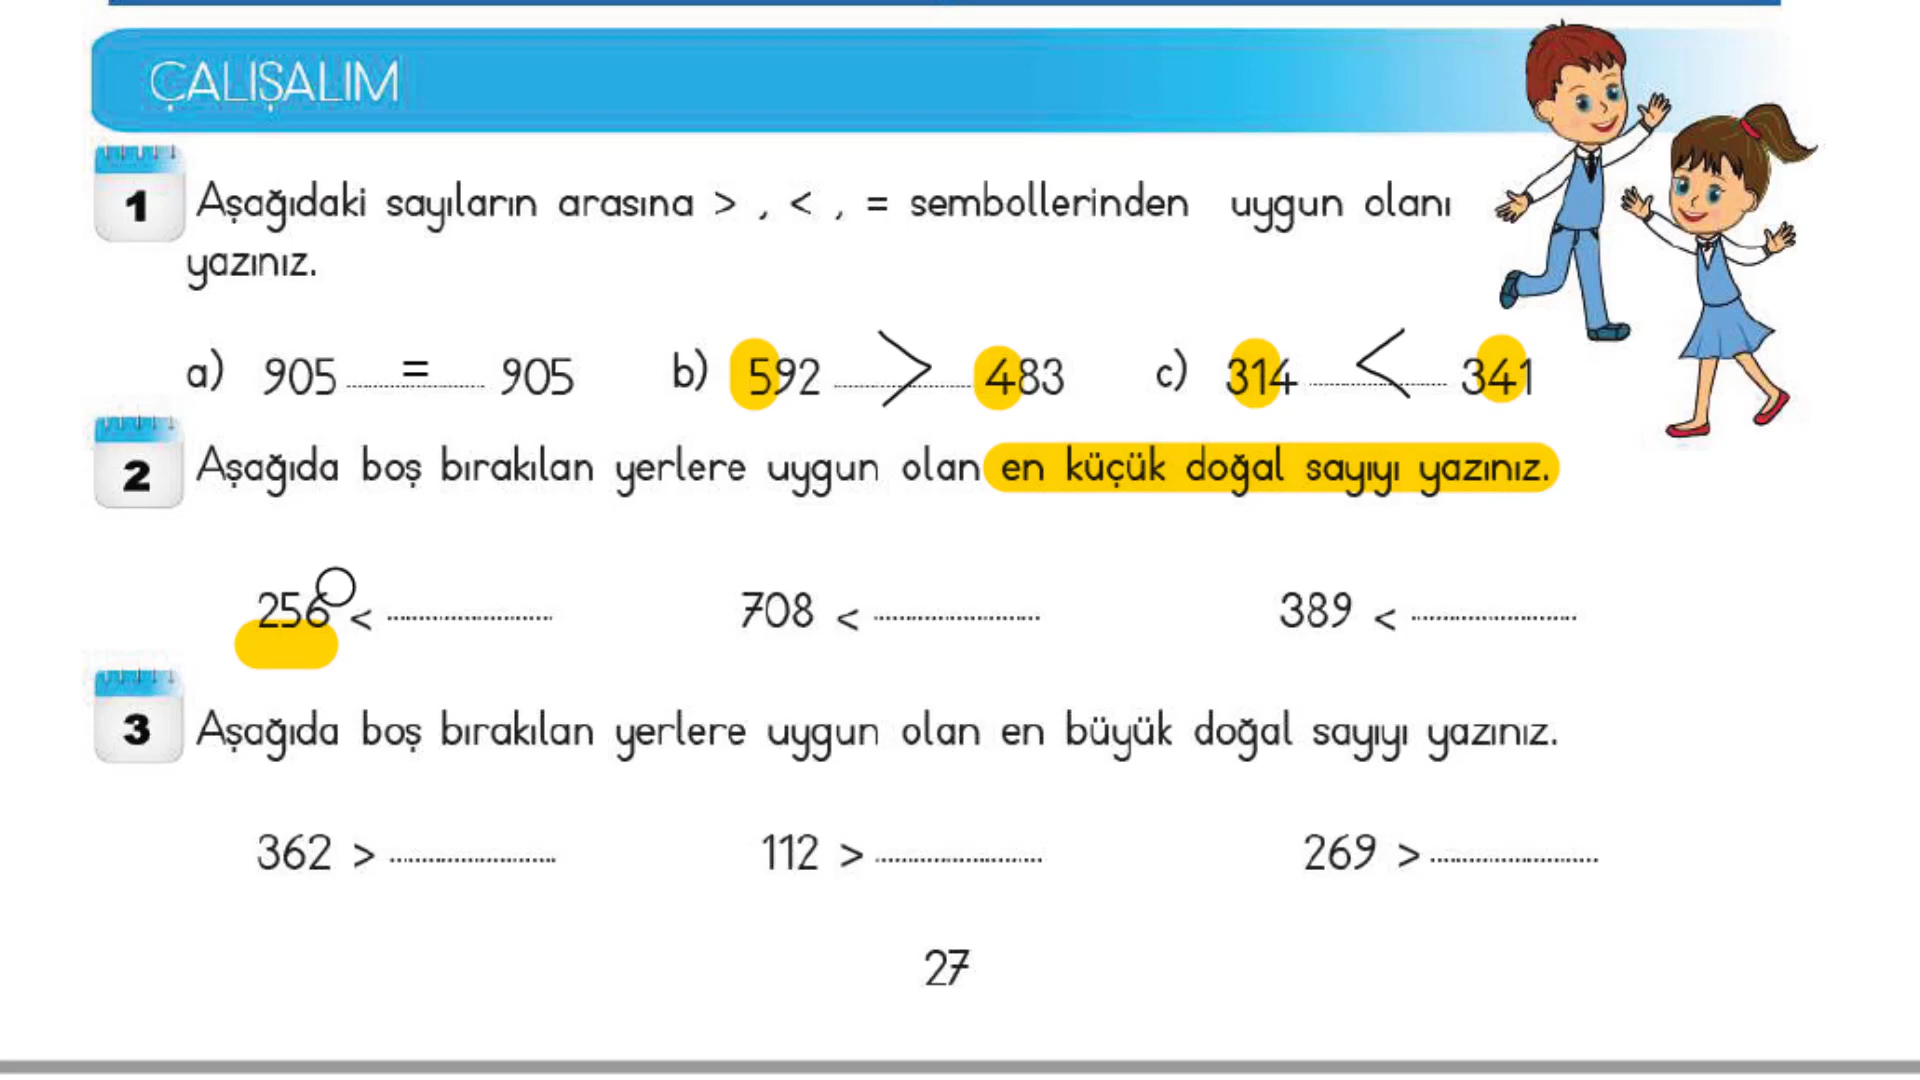 ÇALIŞALIM
1 Aşağıdaki sayıların arasına > , < , = sembollerinden uygun olanı
yazınız.
a) 905 ........ = ........ 905 b) 592 ........ > ........ 483 c) 314 ........ < ........ 341
2 Aşağıda boş bırakılan yerlere uygun olan en küçük doğal sayıyı yazınız.
256 < ........ 708 < ........ 389 < ........
3 Aşağıda boş bırakılan yerlere uygun olan en büyük doğal sayıyı yazınız.
362 > ........ 112 > ........ 269 > ........
27